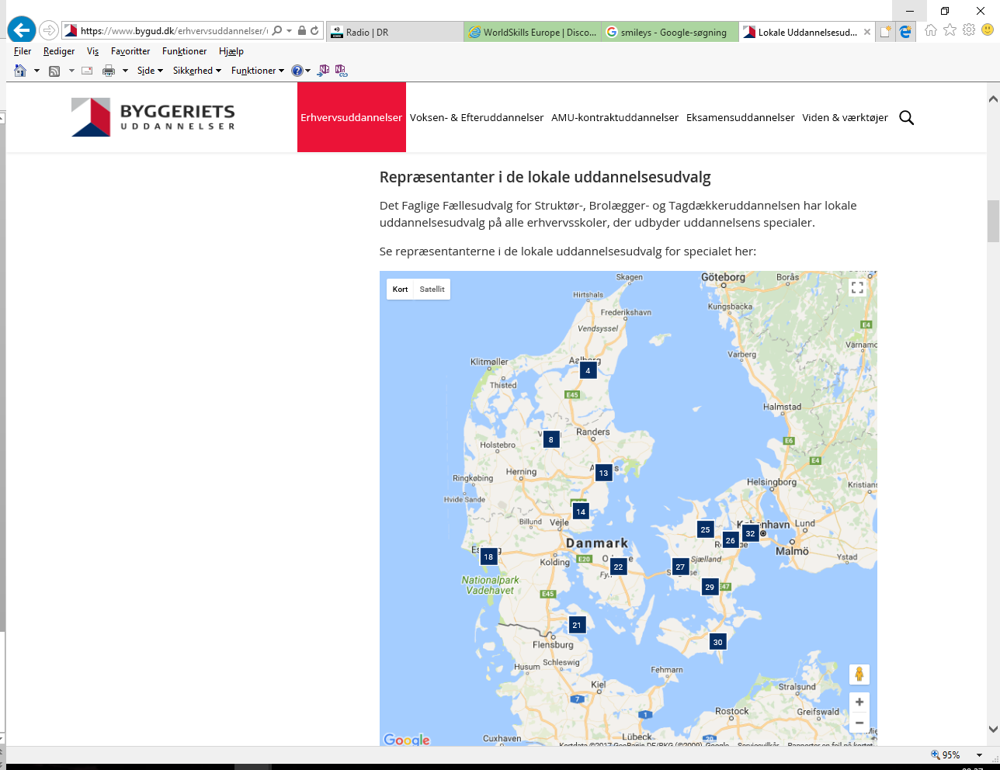 https://www.bygud.dk/erhvervsuddannelser/
Radio | DR
WorldSkills Europe | Disco...
smileys - Google-søgning
Lokale Uddannelsesud...
Filer Rediger Vis Favoritter Funktioner Hjælp
Side Sikkerhed Funktioner
BYGGERIETS
UDDANNELSER
Erhvervsuddannelser Voksen- & Efteruddannelser AMU-kontraktuddannelser Eksamensuddannelser Viden & værktøjer
Repræsentanter i de lokale uddannelsesudvalg
Det Faglige Fællesudvalg for Struktør-, Brolægger- og Tagdækkeruddannelsen har lokale
uddannelsesudvalg på alle erhvervsskoler, der udbyder uddannelsens specialer.
Se repræsentanterne i de lokale uddannelsesudvalg for specialet her:
Kort Satellit
Skagen
Göteborg
Borås
Hirtshals
Kungsbacka
Frederikshavn
E4
Vendsyssel
Värnamo
Varberg
Klitmøller
4
Thisted
E45
Halmstad
Randers
8
E6
Holstebro
E4
Herning
13
Ringkøbing
Helsingborg
Kristians
Hvide Sande
14
Billund
Vejle
Lund
25
32
26
Danmark
Malmö
18
Kolding
E20
22
27
Sjælland
Ystad
Nationalpark
Vadehavet
29
E47
E45
21
30
Flensburg
Schleswig
Husum
Fehmarn
Kiel
Stralsund
7
1
Rostock
Greifswald
20
Lübeck
Cuxhaven
Google
Kortdata ©2017 GeoBasis-DE/BKG (©2009), Google
Servicevilkår
Rapporter en fejl på kortet
95%